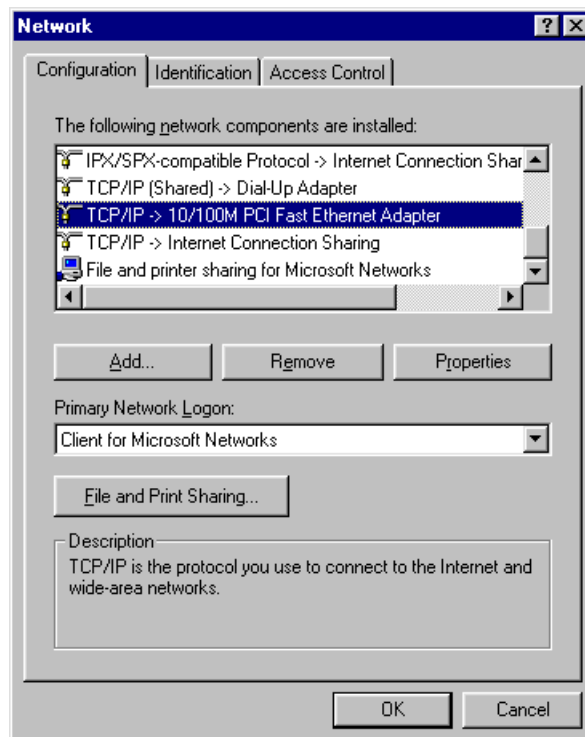 Network
Configuration Identification Access Control
The following network components are installed:
IPX/SPX-compatible Protocol -> Internet Connection Shar
TCP/IP (Shared) -> Dial-Up Adapter
TCP/IP -> 10/100M PCI Fast Ethernet Adapter
TCP/IP -> Internet Connection Sharing
File and printer sharing for Microsoft Networks
Add... Remove Properties
Primary Network Logon:
Client for Microsoft Networks
File and Print Sharing...
Description
TCP/IP is the protocol you use to connect to the Internet and
wide-area networks.
OK Cancel